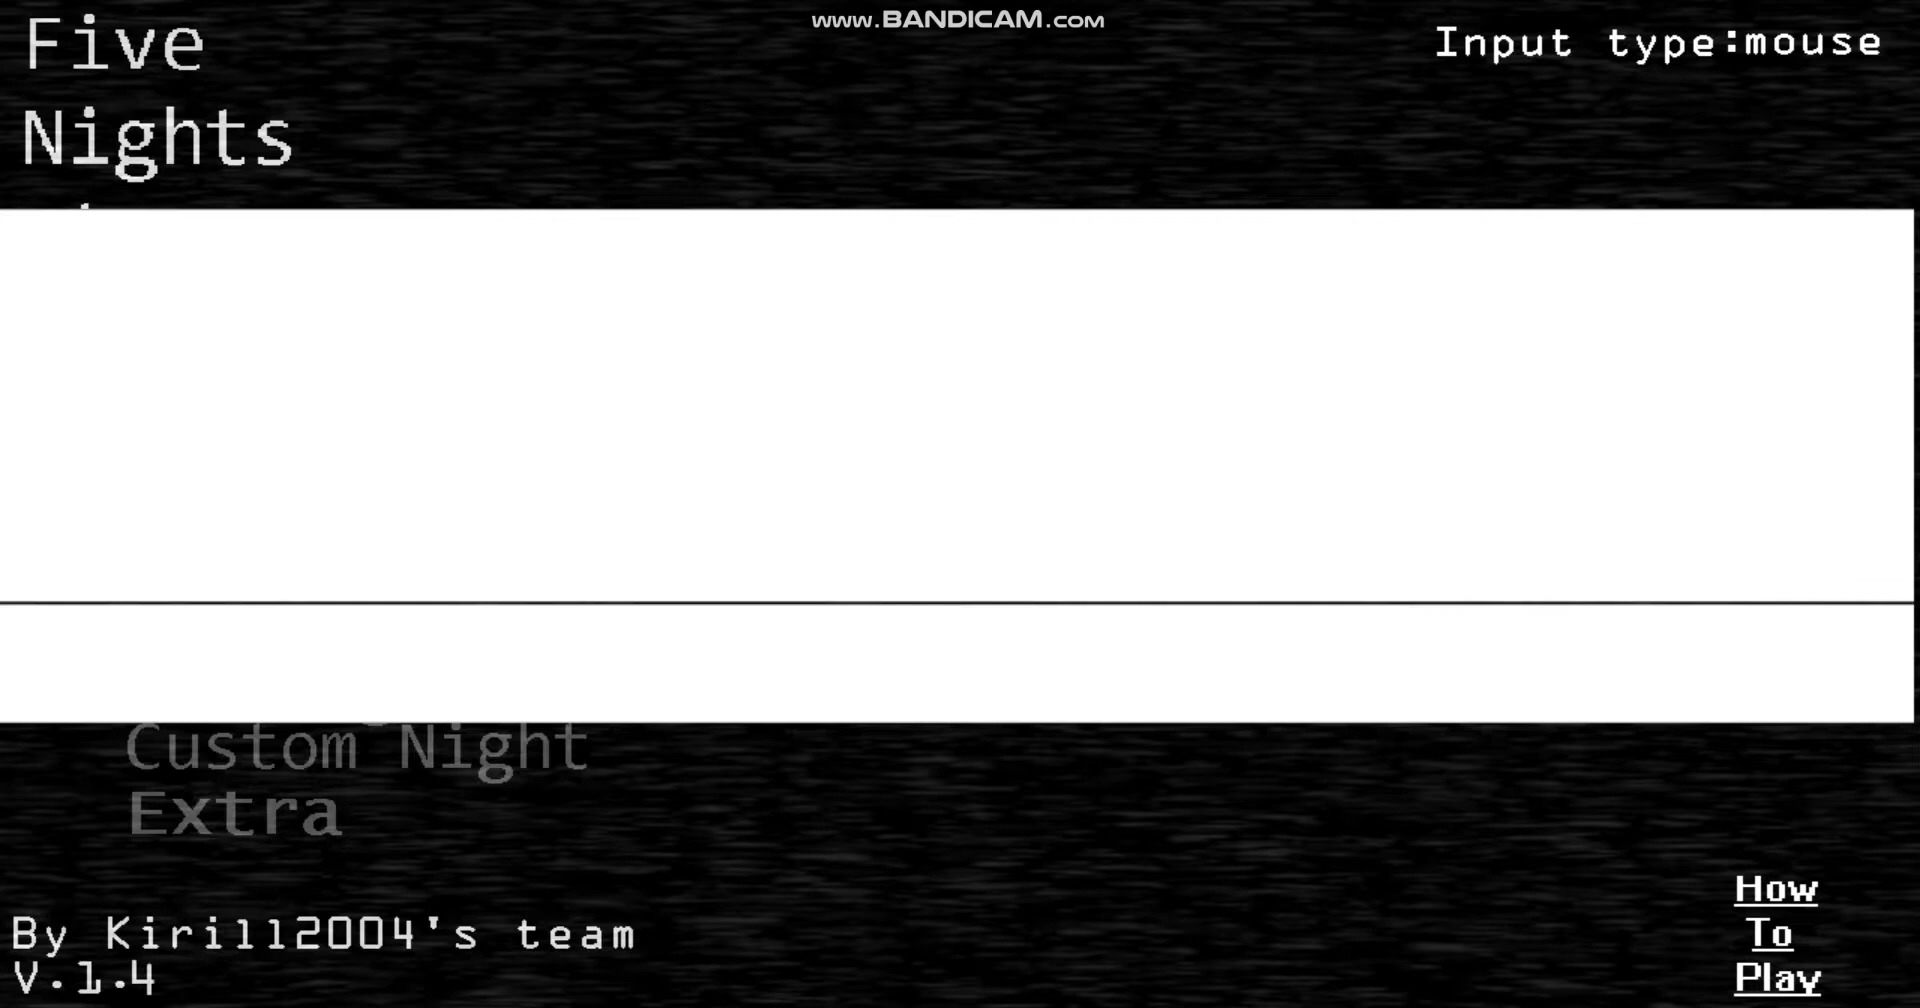 www.BANDICAM.com
Five
Input type:mouse
Nights
Custom Night
Extra
How
To
Play
By Kirill2004's team
V.1.4